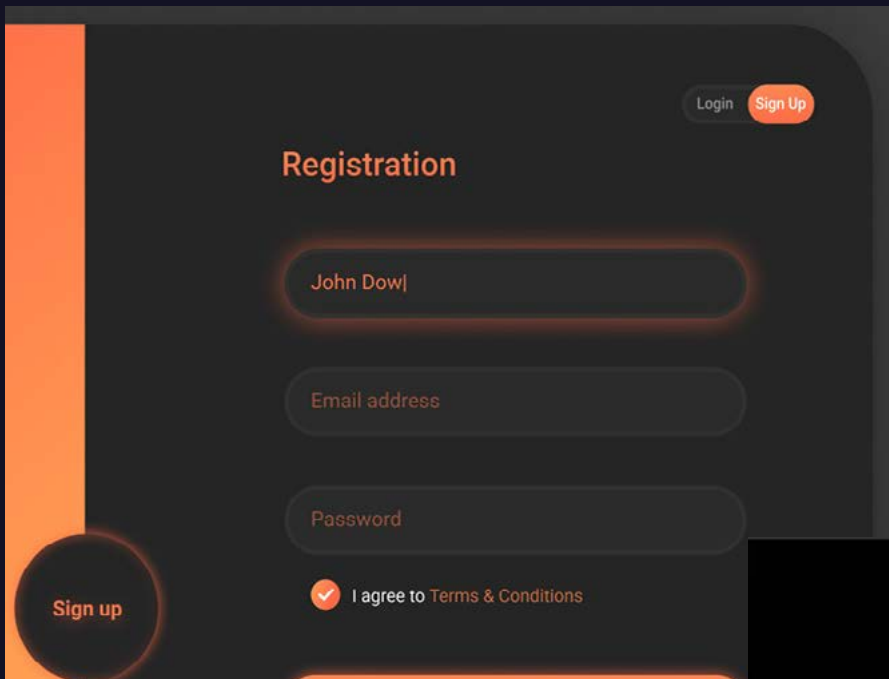 Login Sign Up
Registration
John Dow
Email address
Password
I agree to Terms & Conditions
Sign up